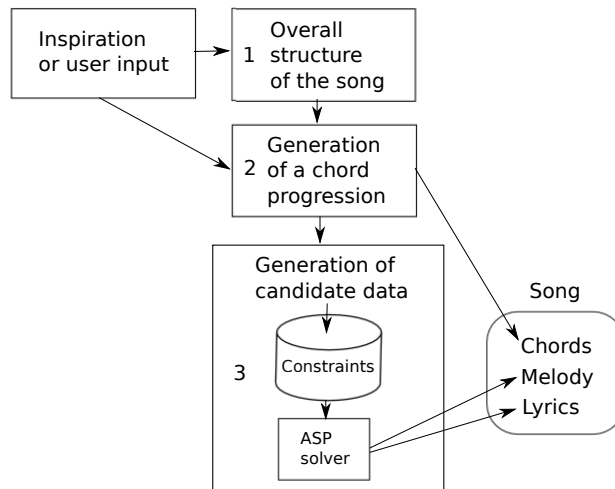 Inspiration
or user input
1
Overall
structure
of the song
2
Generation
of a chord
progression
3
Generation of
candidate data
Constraints
ASP
solver
Song
Chords
Melody
Lyrics